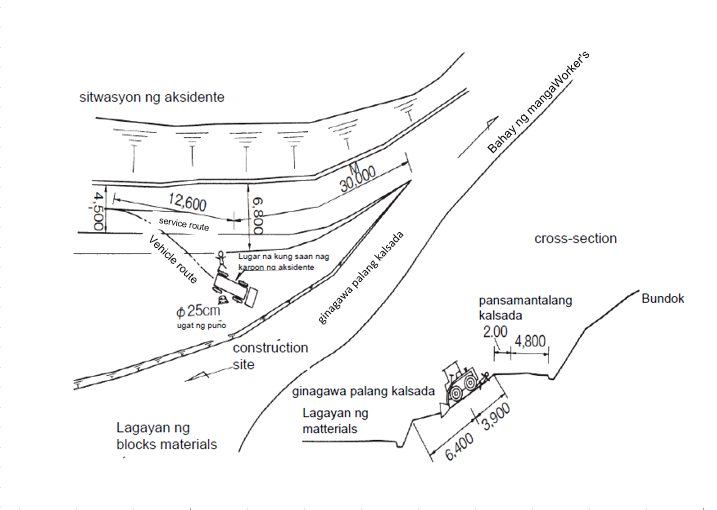 sitwasyon ng aksidente
Bahay ng mangaWorker's
M
30,000
12,600
4,500
6,800
service route
Vehicle route
Lugar na kung saan nag
karoon ng aksidente
ginagawa palang kalsada
cross-section
φ25cm
ugat ng puno
pansamantalang
kalsada
Bundok
2.00
4,800
construction
site
ginagawa palang kalsada
Lagayan ng
matterials
3,900
6,400
Lagayan ng
blocks materials